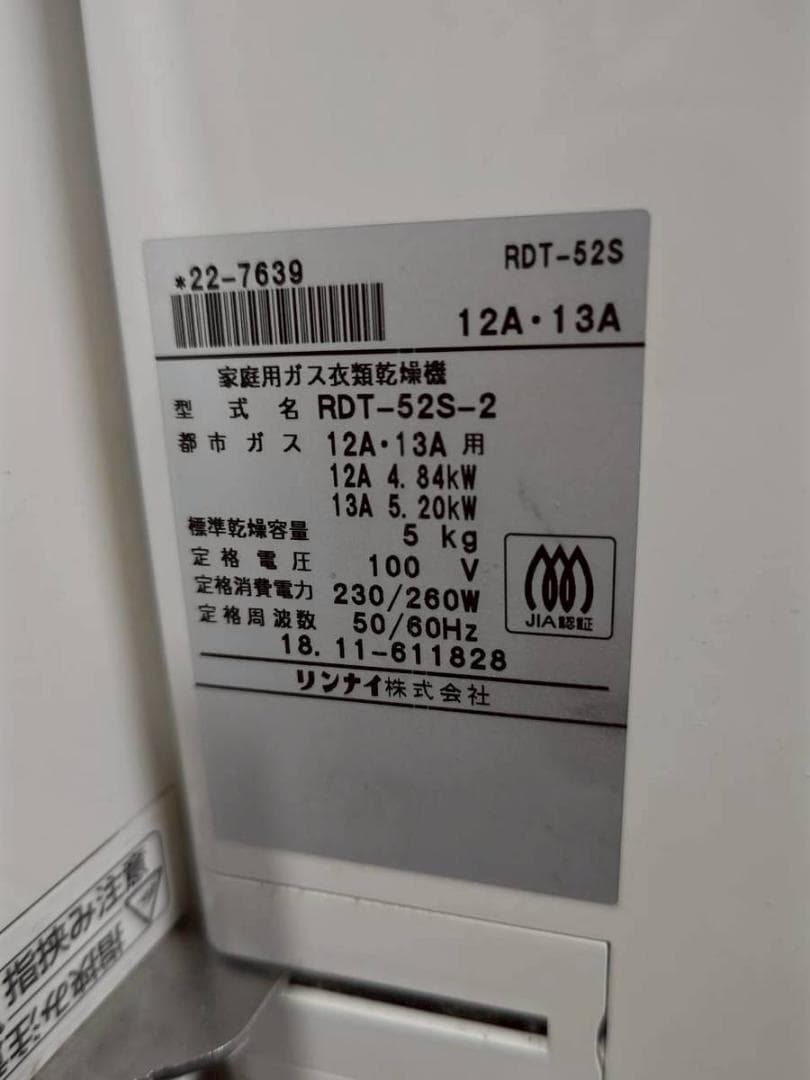 *22-7639
RDT-52S
12A・13A
家庭用ガス衣類乾燥機
型式名 RDT-52S-2
都市ガス 12A・13A 用
12A 4.84kW
13A 5.20kW
標準乾燥容量 5 kg
定格電圧 100 V
定格消費電力 230/260W
定格周波数 50/60Hz
18.11-611828
リンナイ株式会社
JIA認証
指挟み注意
指挟み注